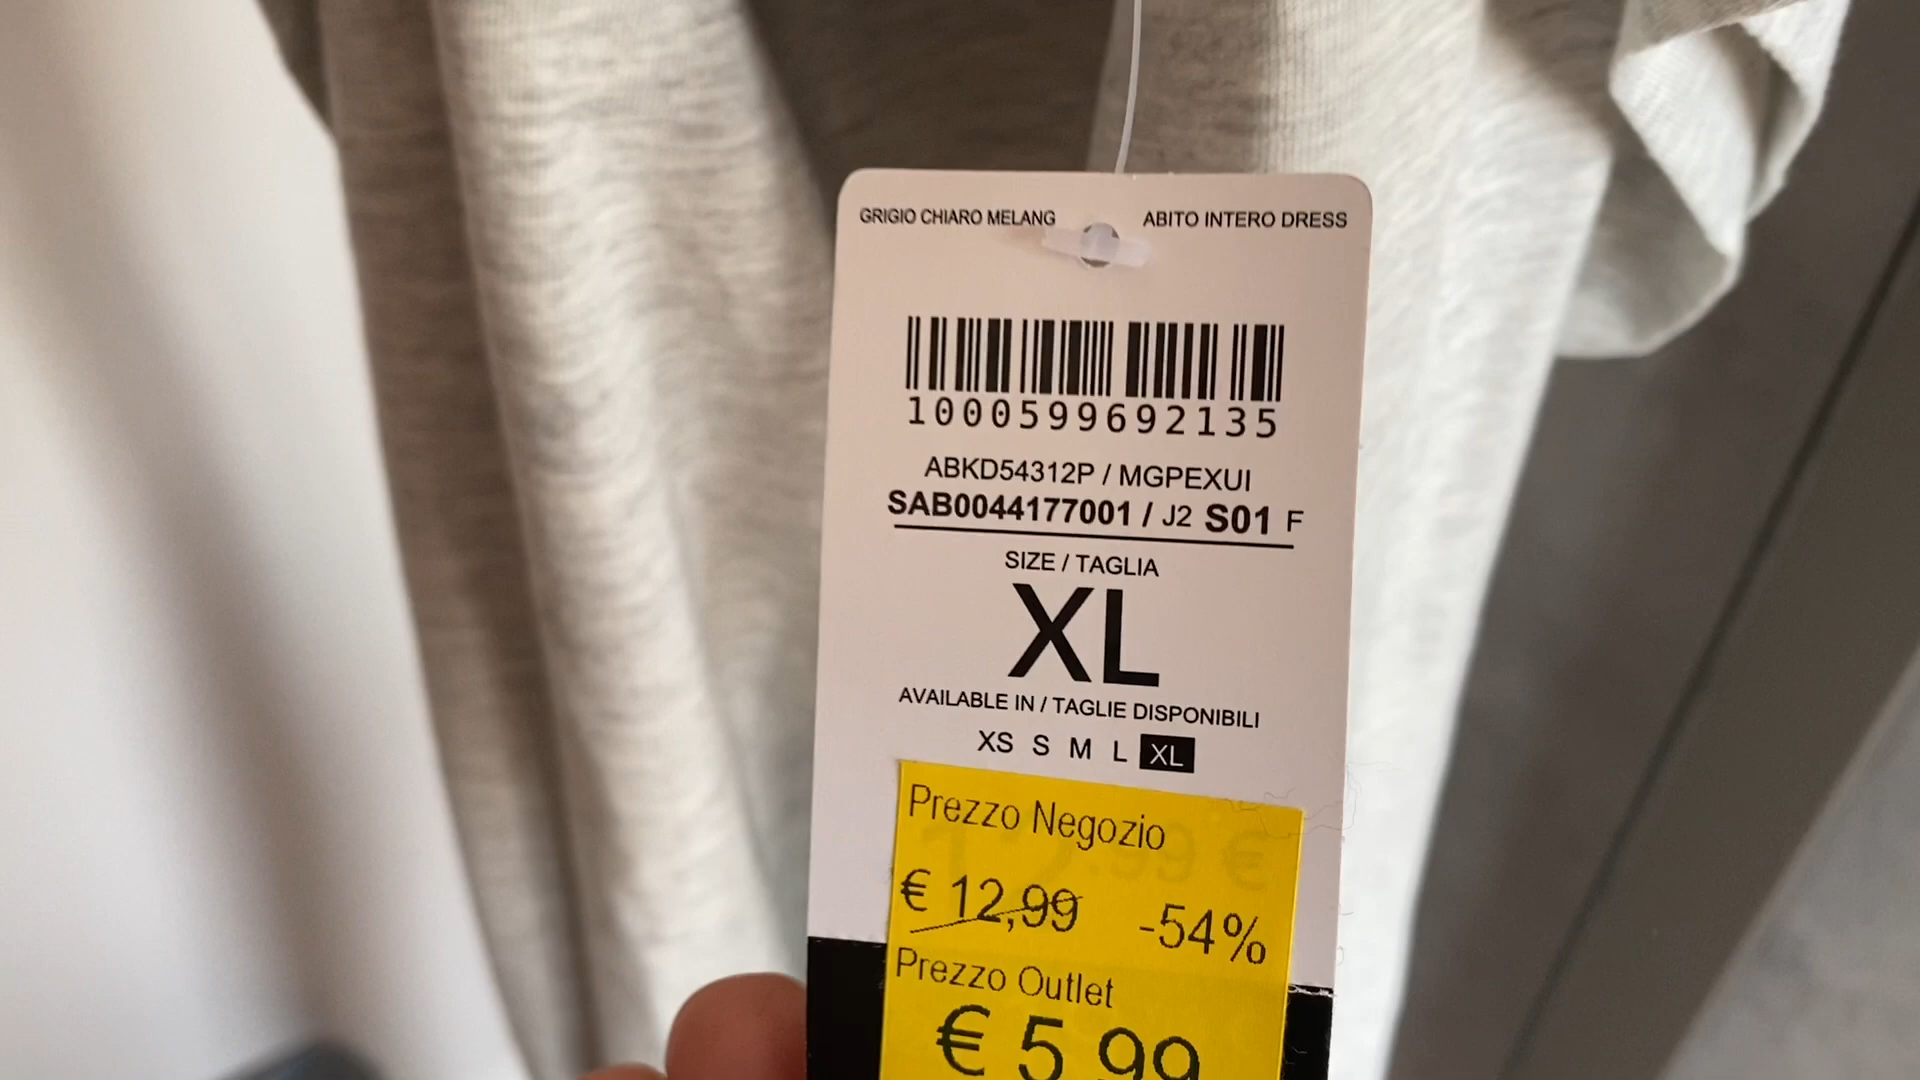 GRIGIO CHIARO MELANG ABITO INTERO DRESS
1000599692135
ABKD54312P / MGPEXUI
SAB0044177001 / J2 S01 F
SIZE / TAGLIA
XL
AVAILABLE IN / TAGLIE DISPONIBILI
XS S M L XL
Prezzo Negozio
€ 12,99 -54%
Prezzo Outlet
€ 5,99